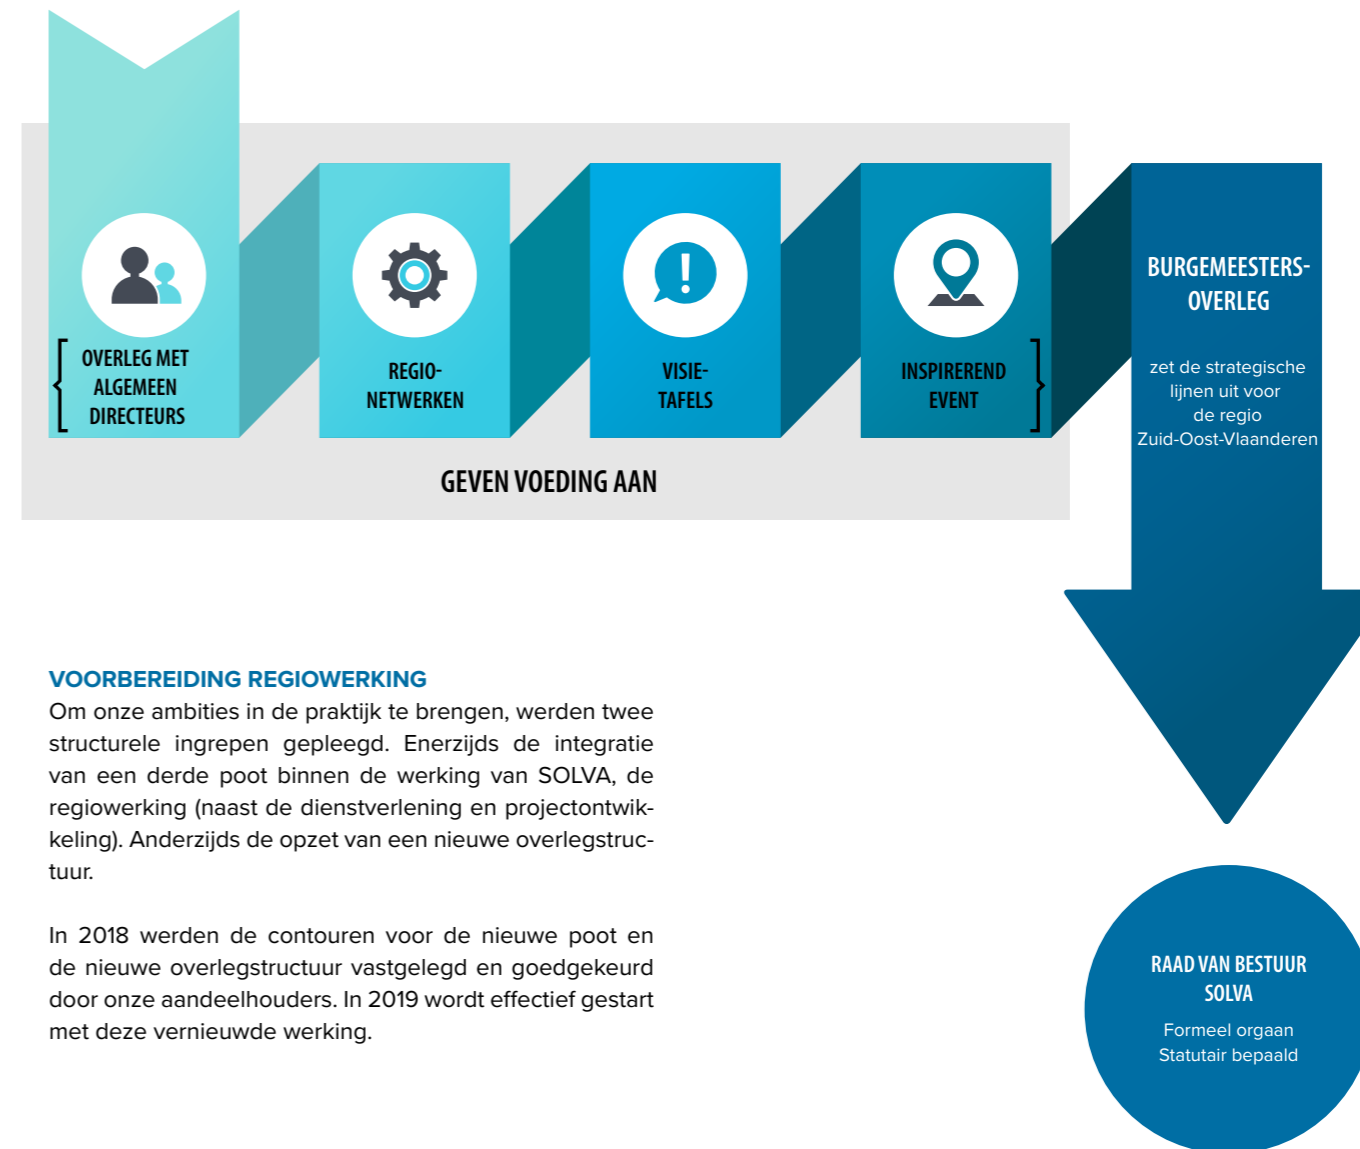 OVERLEG MET
ALGEMEEN
DIRECTEURS
REGIO-
NETWERKEN
VISIE-
TAFELS
INSPIREREND
EVENT
GEVEN VOEDING AAN
BURGEMEESTERS-
OVERLEG
zet de strategische
lijnen uit voor
de regio
Zuid-Oost-Vlaanderen
VOORBEREIDING REGIOWERKING
Om onze ambities in de praktijk te brengen, werden twee
structurele ingrepen gepleegd. Enerzijds de integratie
van een derde poot binnen de werking van SOLVA, de
regiowerking (naast de dienstverlening en projectontwik-
keling). Anderzijds de opzet van een nieuwe overlegstruc-
tuur.
In 2018 werden de contouren voor de nieuwe poot en
de nieuwe overlegstructuur vastgelegd en goedgekeurd
door onze aandeelhouders. In 2019 wordt effectief gestart
met deze vernieuwde werking.
RAAD VAN BESTUUR
SOLVA
Formeel orgaan
Statutair bepaald